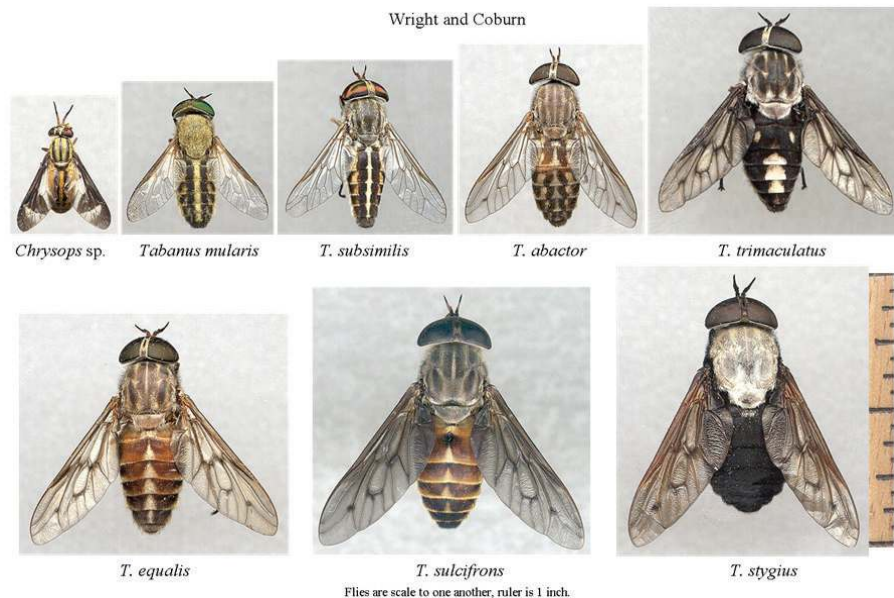 Wright and Coburn
Chrysops sp.
Tabanus mularis
T. subsimilis
T. abactor
T. trimaculatus
T. equalis
T. sulcifrons
T. stygius
Flies are scale to one another, ruler is 1 inch.